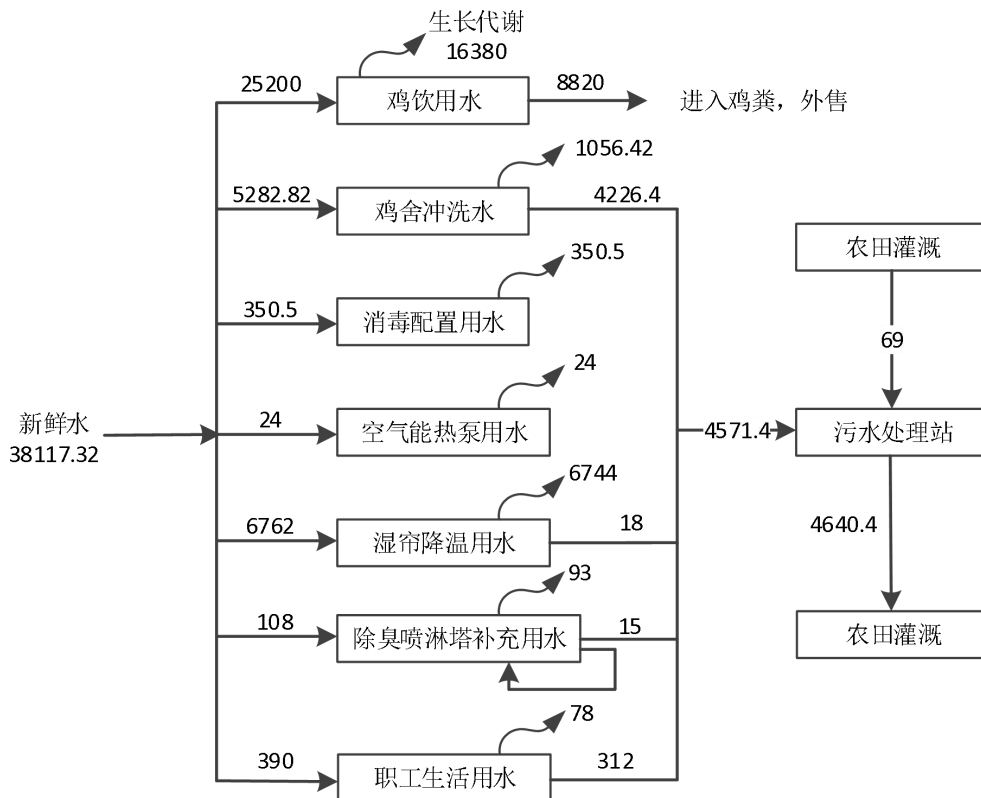 生长代谢
16380
25200
鸡饮用水
8820
进入鸡粪，外售
1056.42
5282.82
鸡舍冲洗水
4226.4
农田灌溉
350.5
350.5
消毒配置用水
69
24
新鲜水
38117.32
24
空气能热泵用水
4571.4
污水处理站
6744
6762
湿帘降温用水
18
4640.4
93
108
除臭喷淋塔补充用水
15
农田灌溉
78
390
职工生活用水
312